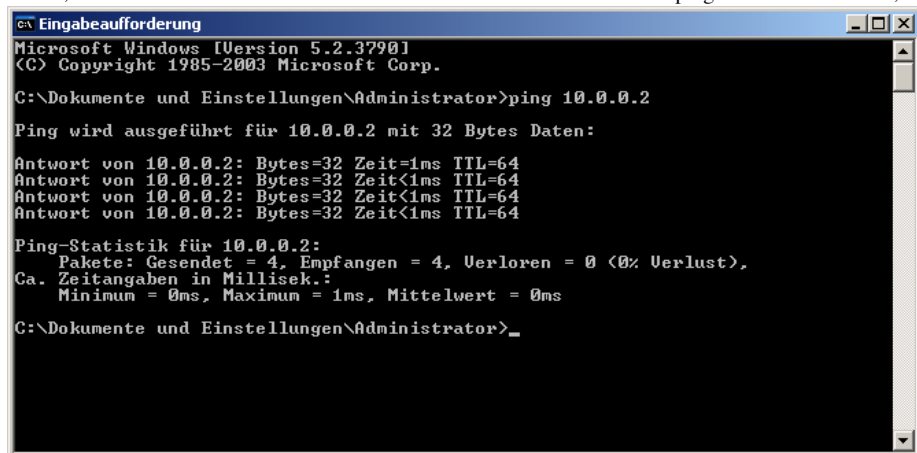 Eingabeaufforderung
Microsoft Windows [Version 5.2.3790]
(C) Copyright 1985-2003 Microsoft Corp.
C:\Dokumente und Einstellungen\Administrator>ping 10.0.0.2
Ping wird ausgeführt für 10.0.0.2 mit 32 Bytes Daten:
Antwort von 10.0.0.2: Bytes=32 Zeit=1ms TTL=64
Antwort von 10.0.0.2: Bytes=32 Zeit<1ms TTL=64
Antwort von 10.0.0.2: Bytes=32 Zeit<1ms TTL=64
Antwort von 10.0.0.2: Bytes=32 Zeit<1ms TTL=64
Ping-Statistik für 10.0.0.2:
Pakete: Gesendet = 4, Empfangen = 4, Verloren = 0 (0% Verlust),
Ca. Zeitangaben in Millisek.:
Minimum = 0ms, Maximum = 1ms, Mittelwert = 0ms
C:\Dokumente und Einstellungen\Administrator>_